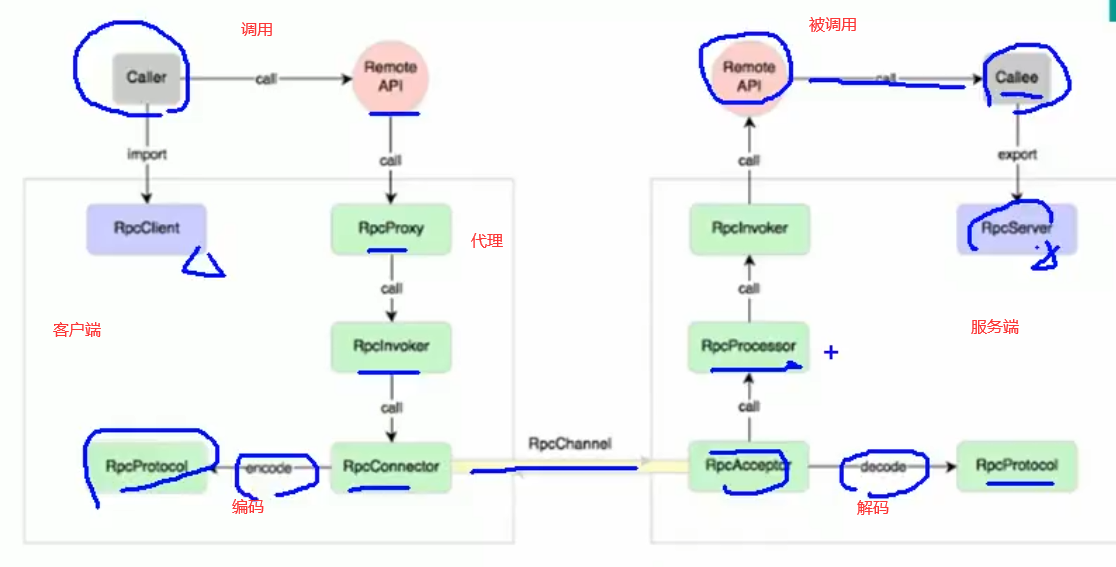 调用
被调用
Caller
call
Remote
API
Remote
API
call
Callee
import
call
call
export
RpcClient
RpcProxy
代理
RpcInvoker
RpcServer
call
call
客户端
服务端
RpcInvoker
RpcProcessor
call
call
RpcChannel
RpcProtocol
encode
RpcConnector
RpcAcceptor
decode
RpcProtocol
编码
解码